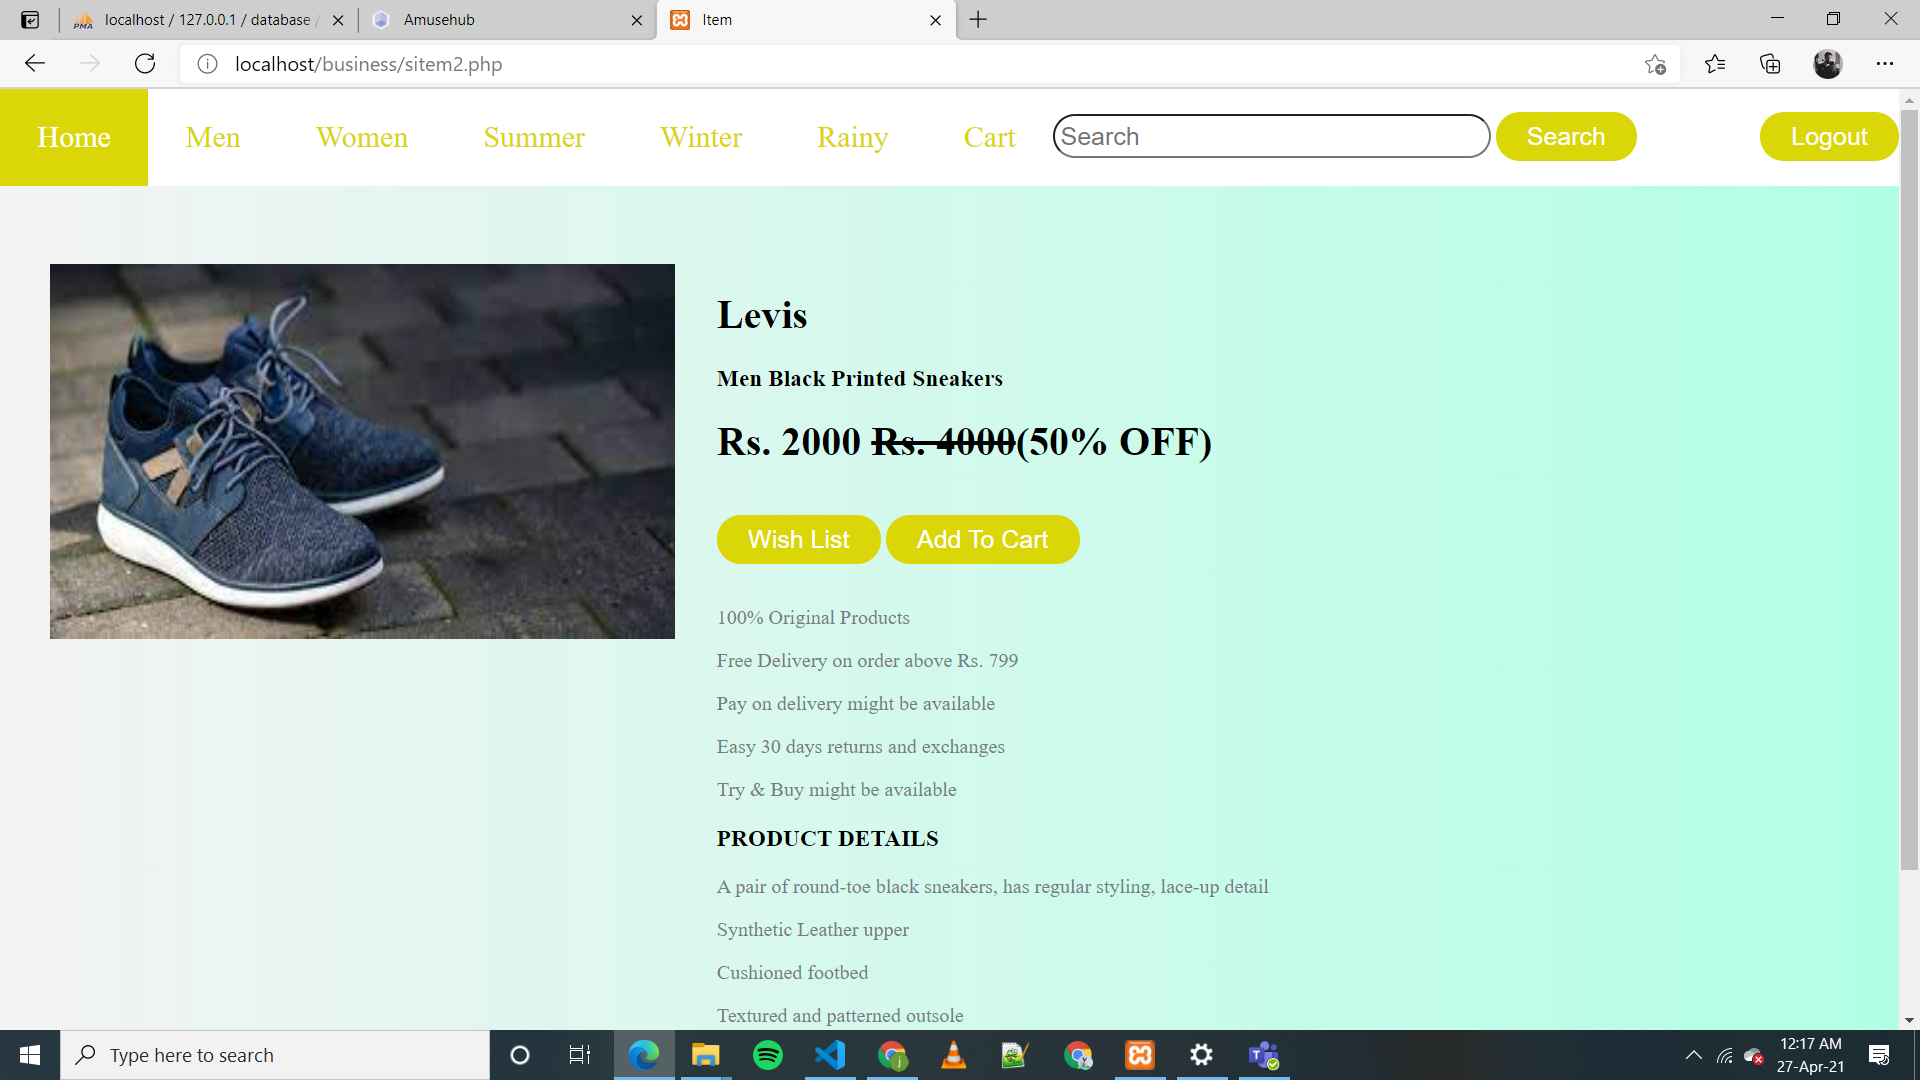 localhost / 127.0.0.1 / database /
Amusehub
Item
localhost/business/sitem2.php
Home Men Women Summer Winter Rainy Cart Search Search Logout
Levis
Men Black Printed Sneakers
Rs. 2000 Rs. 4000(50% OFF)
Wish List Add To Cart
100% Original Products
Free Delivery on order above Rs. 799
Pay on delivery might be available
Easy 30 days returns and exchanges
Try & Buy might be available
PRODUCT DETAILS
A pair of round-toe black sneakers, has regular styling, lace-up detail
Synthetic Leather upper
Cushioned footbed
Textured and patterned outsole
Type here to search
12:17 AM
27-Apr-21